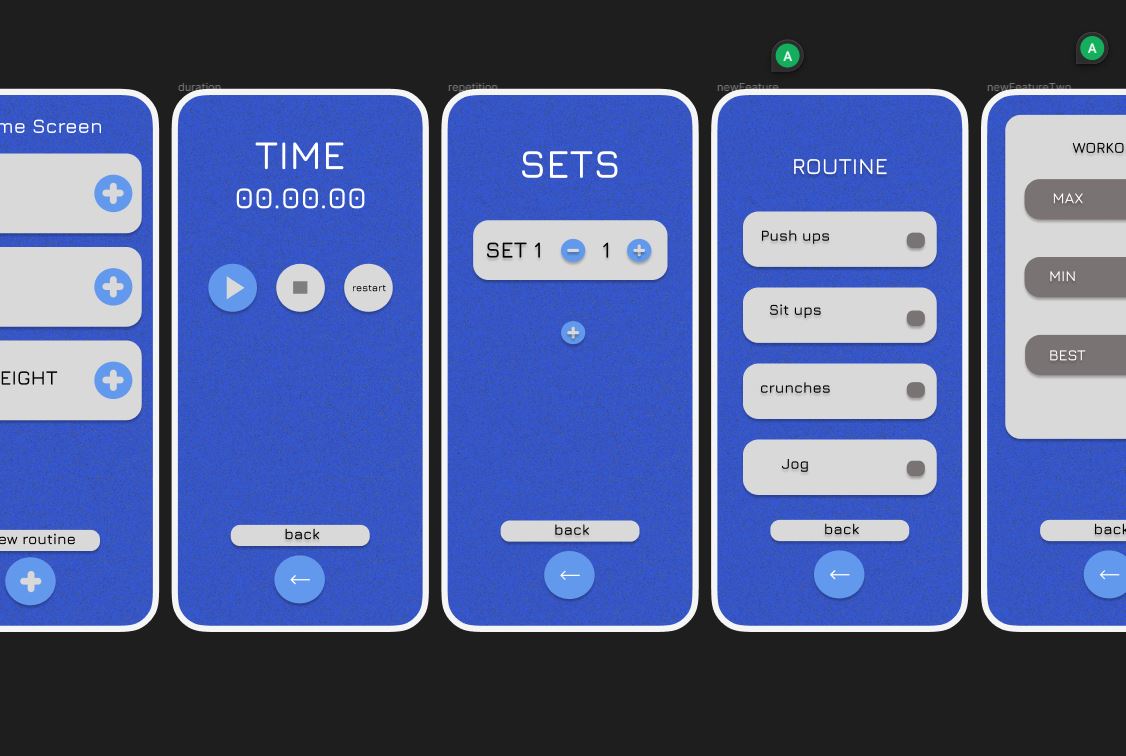 A
A
duration
repetition
newFeature
newFeatureTwo
me Screen
EIGHT
ew routine
TIME
00.00.00
restart
back
←
SETS
SET 1
1
back
←
ROUTINE
Push ups
Sit ups
crunches
Jog
back
←
WORKO
MAX
MIN
BEST
back
←